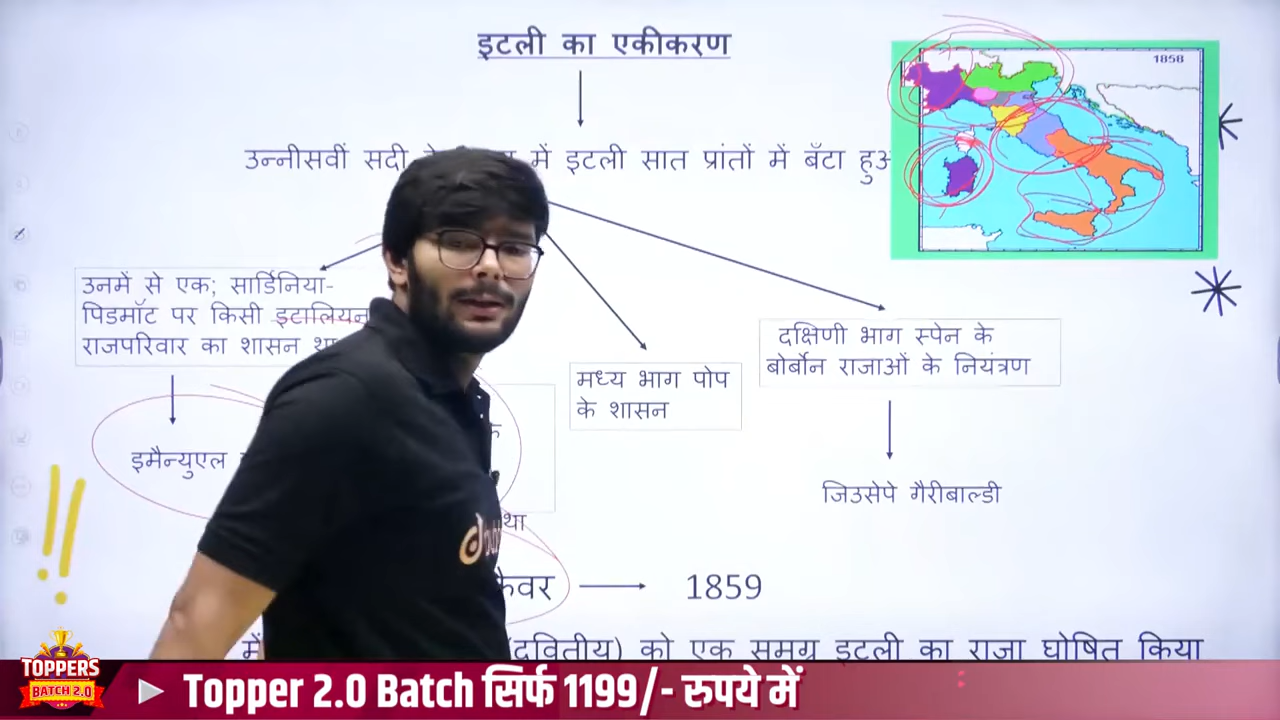 इटली का एकीकरण
1858
उन्नीसवीं सदी में इटली सात प्रांतों में बँटा
उनमें से एक; सार्डिनिया-
पिडमॉट पर किसी इटालियन
राजपरिवार का शासन
मध्य भाग पोप
के शासन
दक्षिणी भाग स्पेन के
बोर्बोन राजाओं के नियंत्रण
इमैन्युएल
जिउसेपे गैरीबाल्डी
था
1859
में (द्वितीय) को एक समग्र इटली का राजा घोषित किया
TOPPERS
BATCH 2.0
Topper 2.0 Batch सिर्फ 1199/- रुपये में